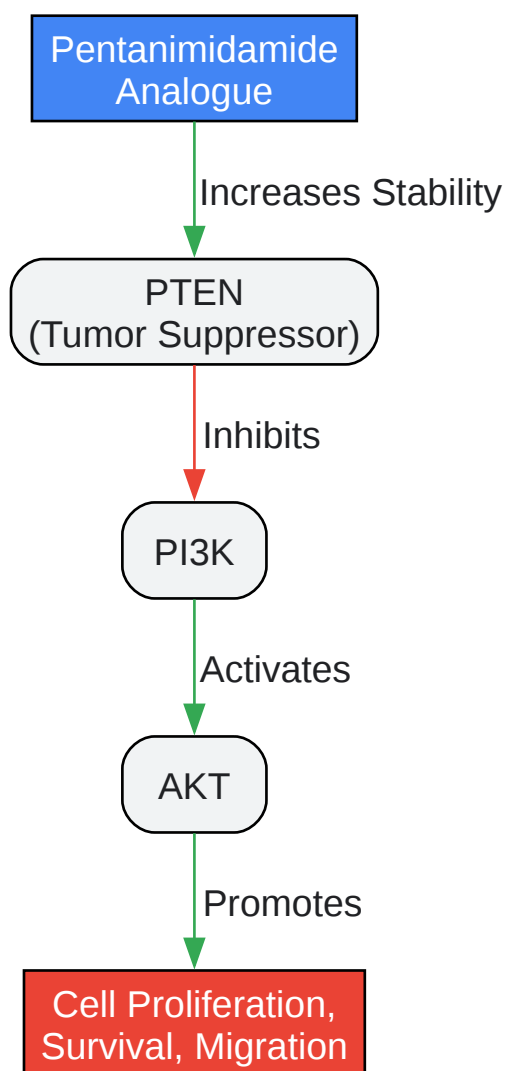 Pentanimidamide
Analogue
Increases Stability
PTEN
(Tumor Suppressor)
Inhibits
PI3K
Activates
AKT
Promotes
Cell Proliferation,
Survival, Migration